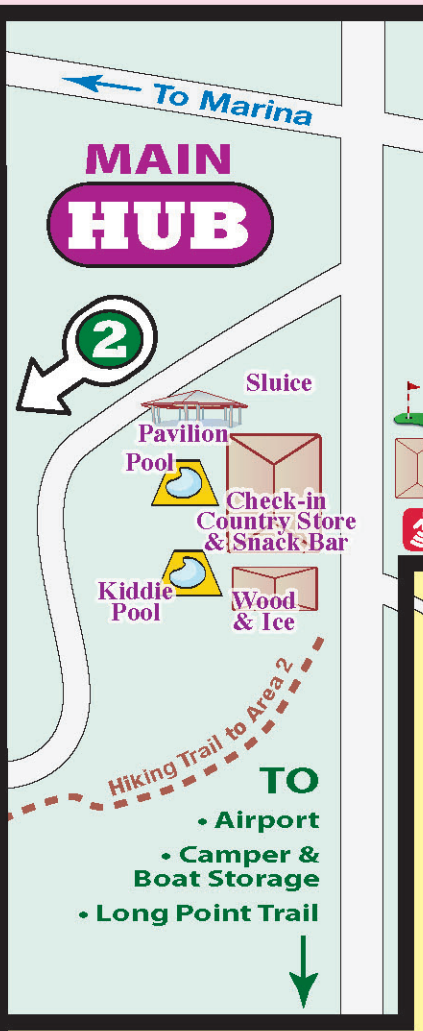 To Marina
MAIN
HUB
2
Sluice
Pavilion
Pool
Check-in
Country Store
& Snack Bar
Kiddie
Pool
Wood
& Ice
Hiking Trail to Area 2
TO
• Airport
• Camper &
Boat Storage
• Long Point Trail